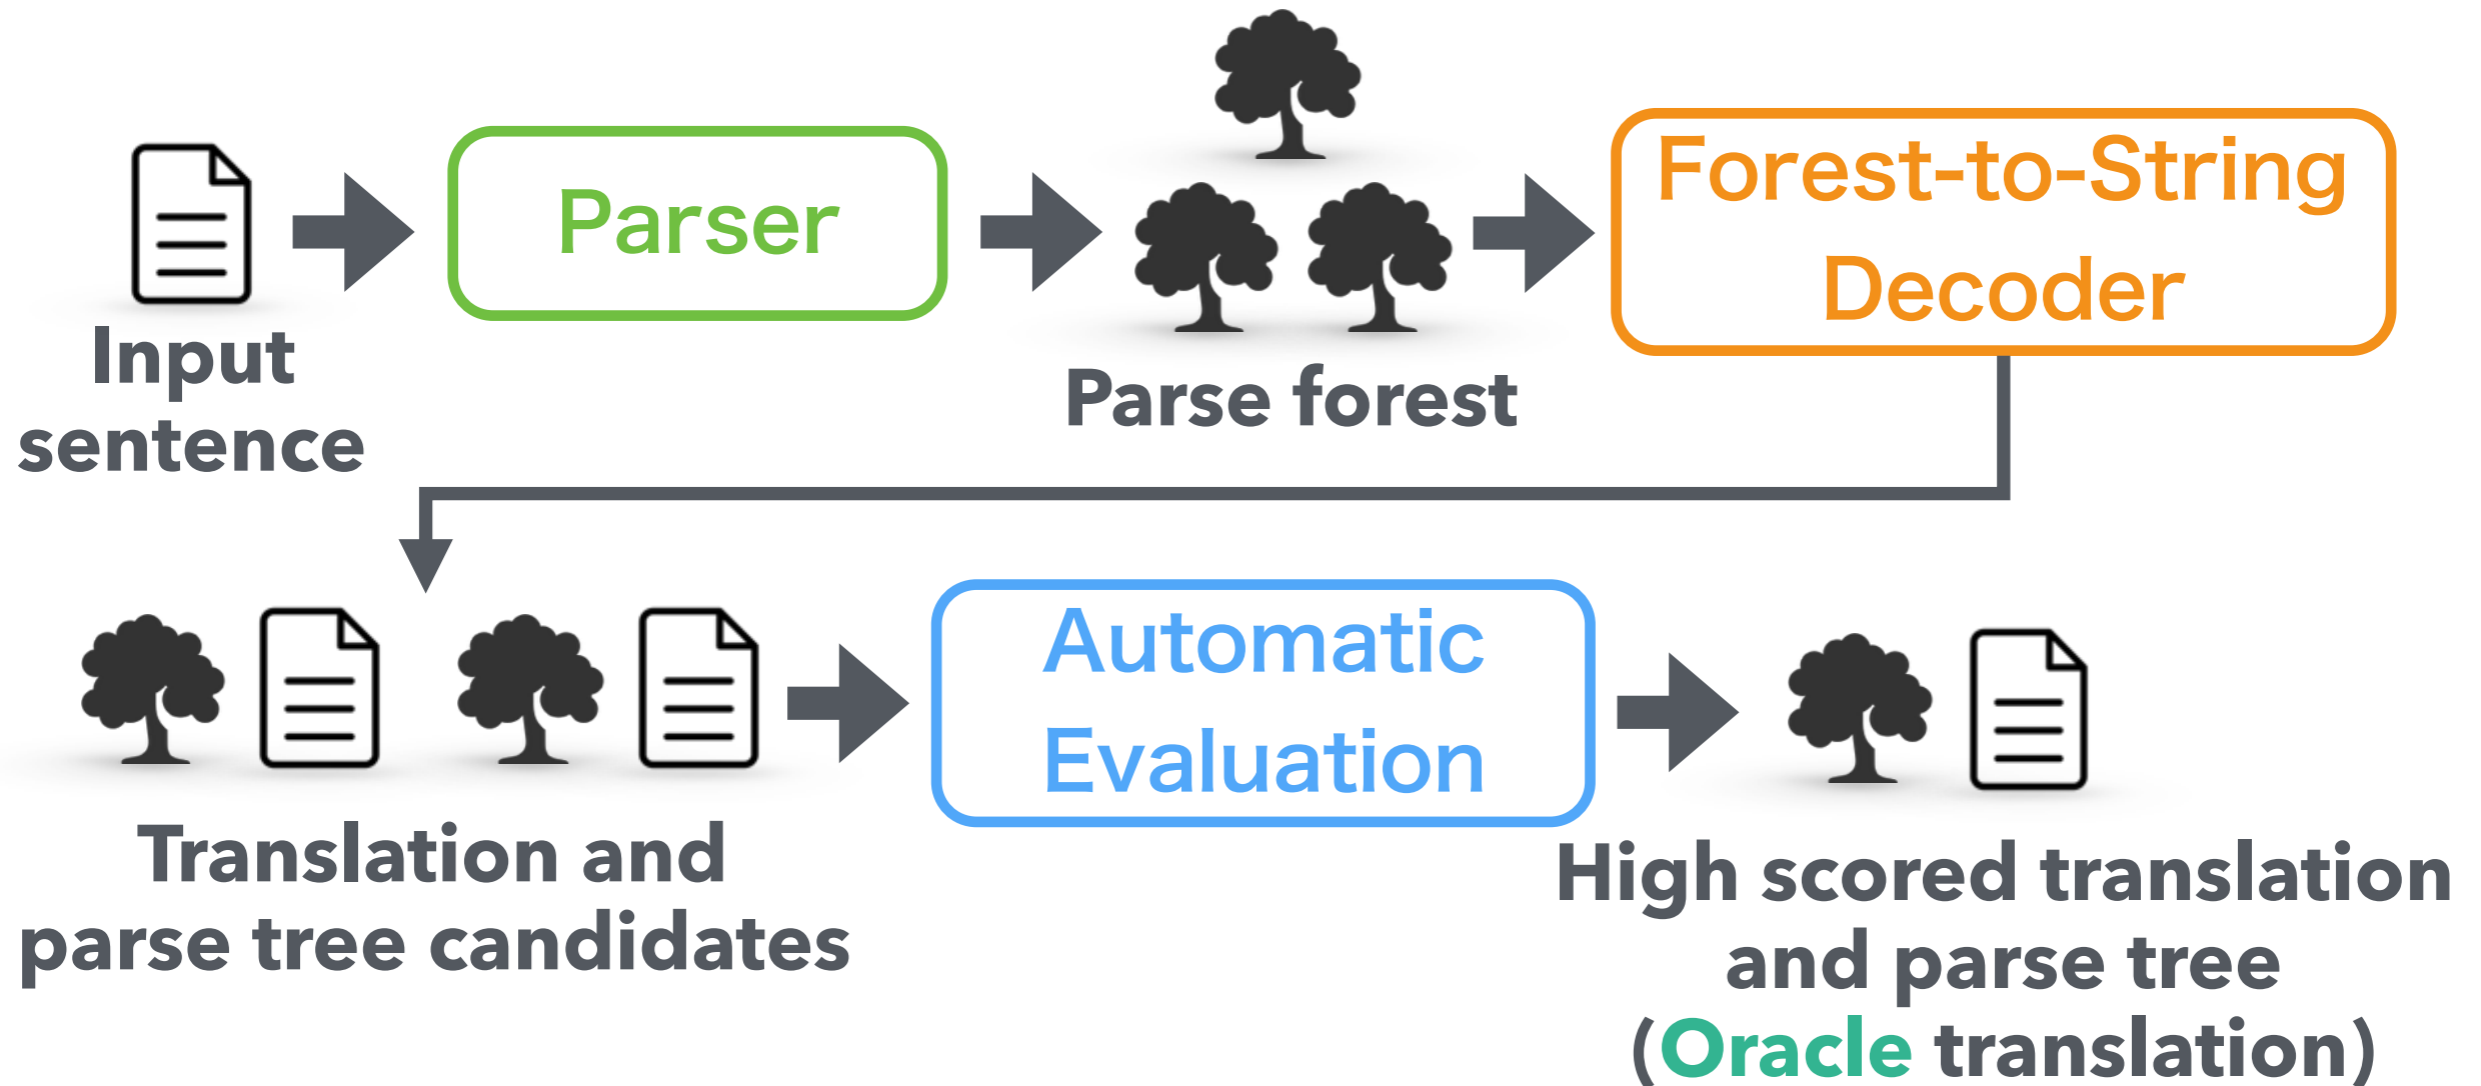 Parser
Forest-to-String
Decoder
Input
sentence
Parse forest
Automatic
Evaluation
Translation and
parse tree candidates
High scored translation
and parse tree
(Oracle translation)